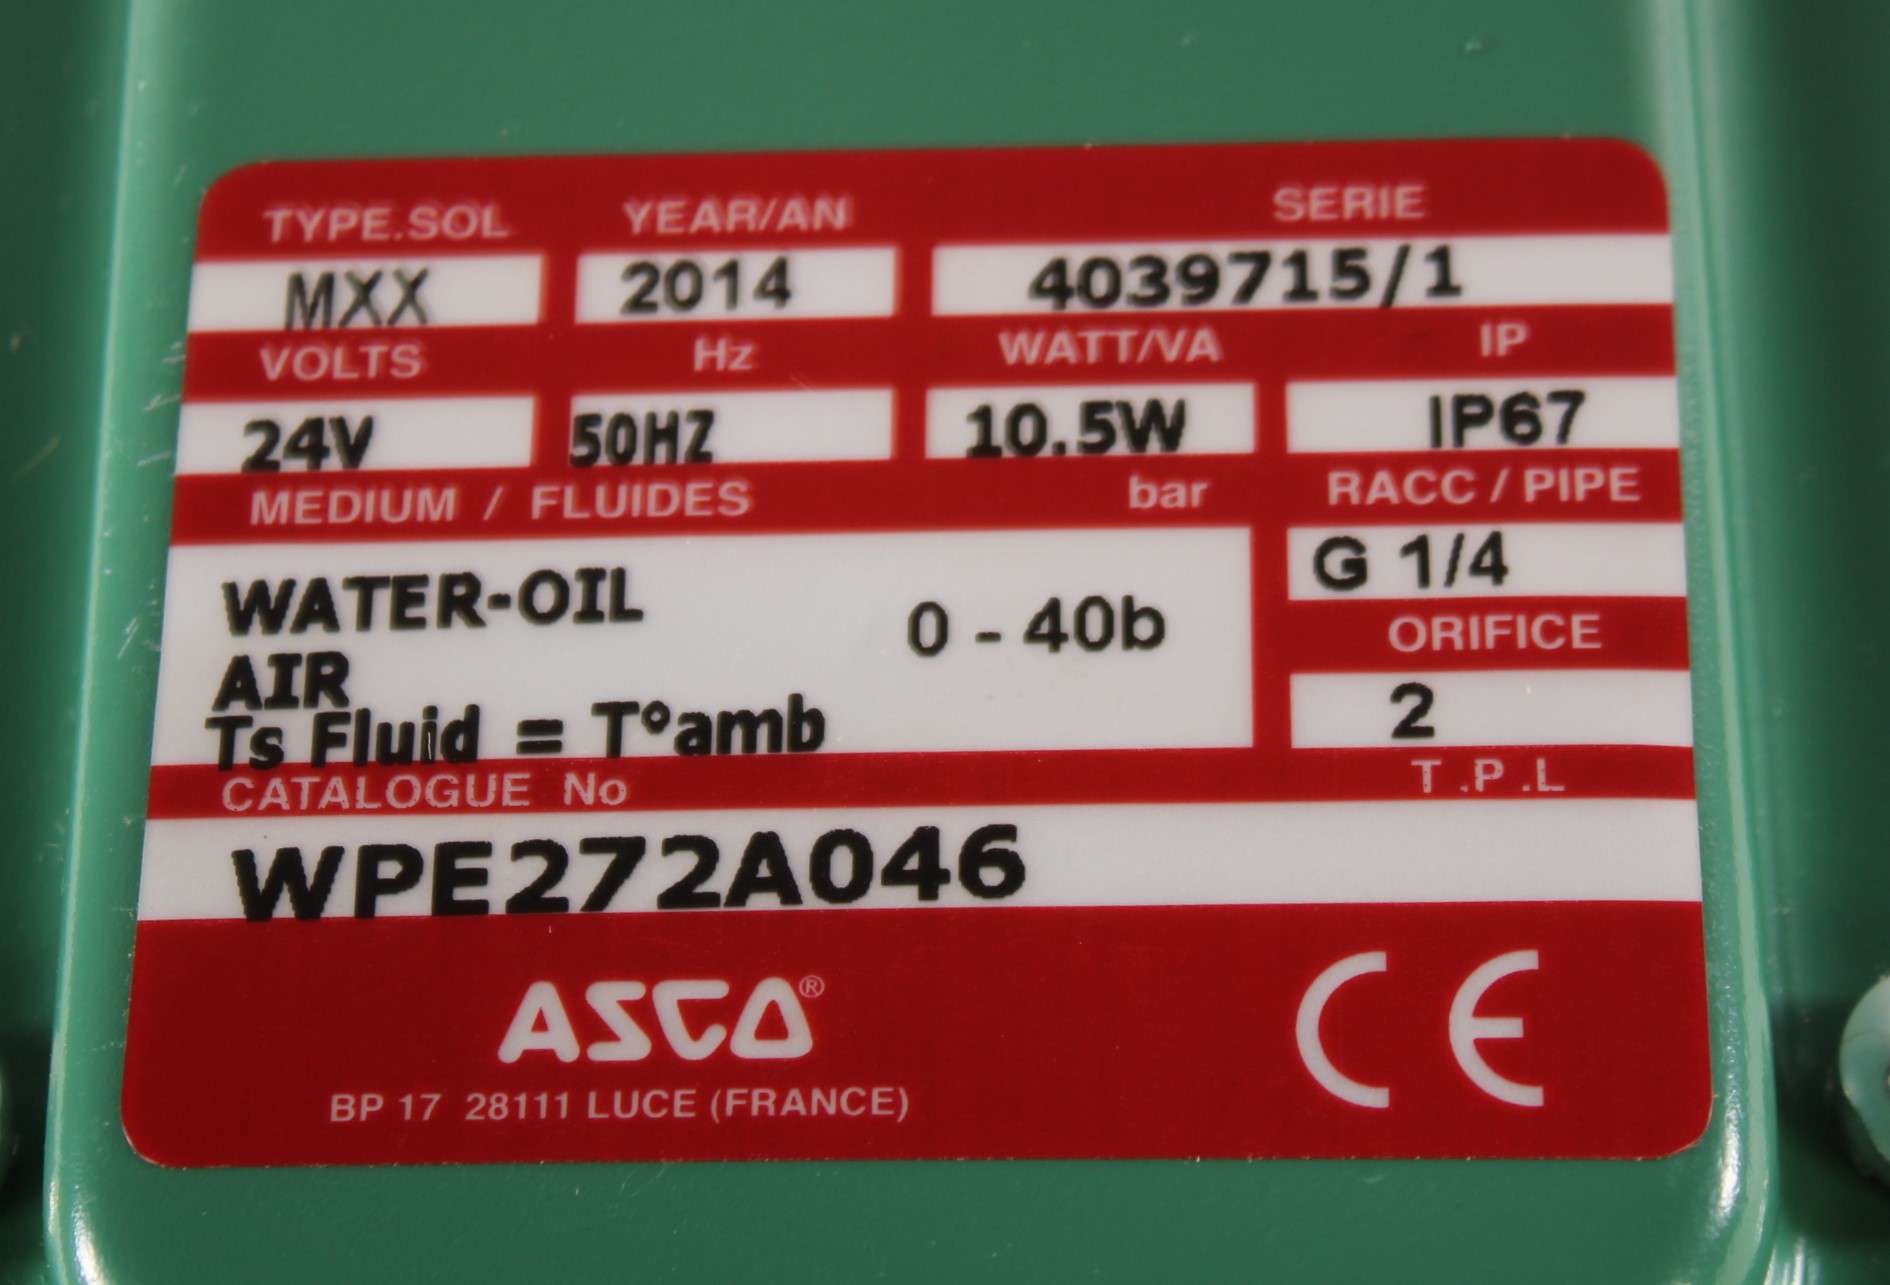 TYPE.SOL YEAR/AN SERIE
MXX 2014 4039715/1
VOLTS Hz WATT/VA IP
24V 50HZ 10.5W IP67
MEDIUM / FLUIDES bar RACC / PIPE
G 1/4
WATER-OIL 0 - 40b
ORIFICE
AIR
2
Ts Fluid = T°amb
CATALOGUE No T.P.L
WPE272A046
ASCO®
CE
BP 17 28111 LUCE (FRANCE)